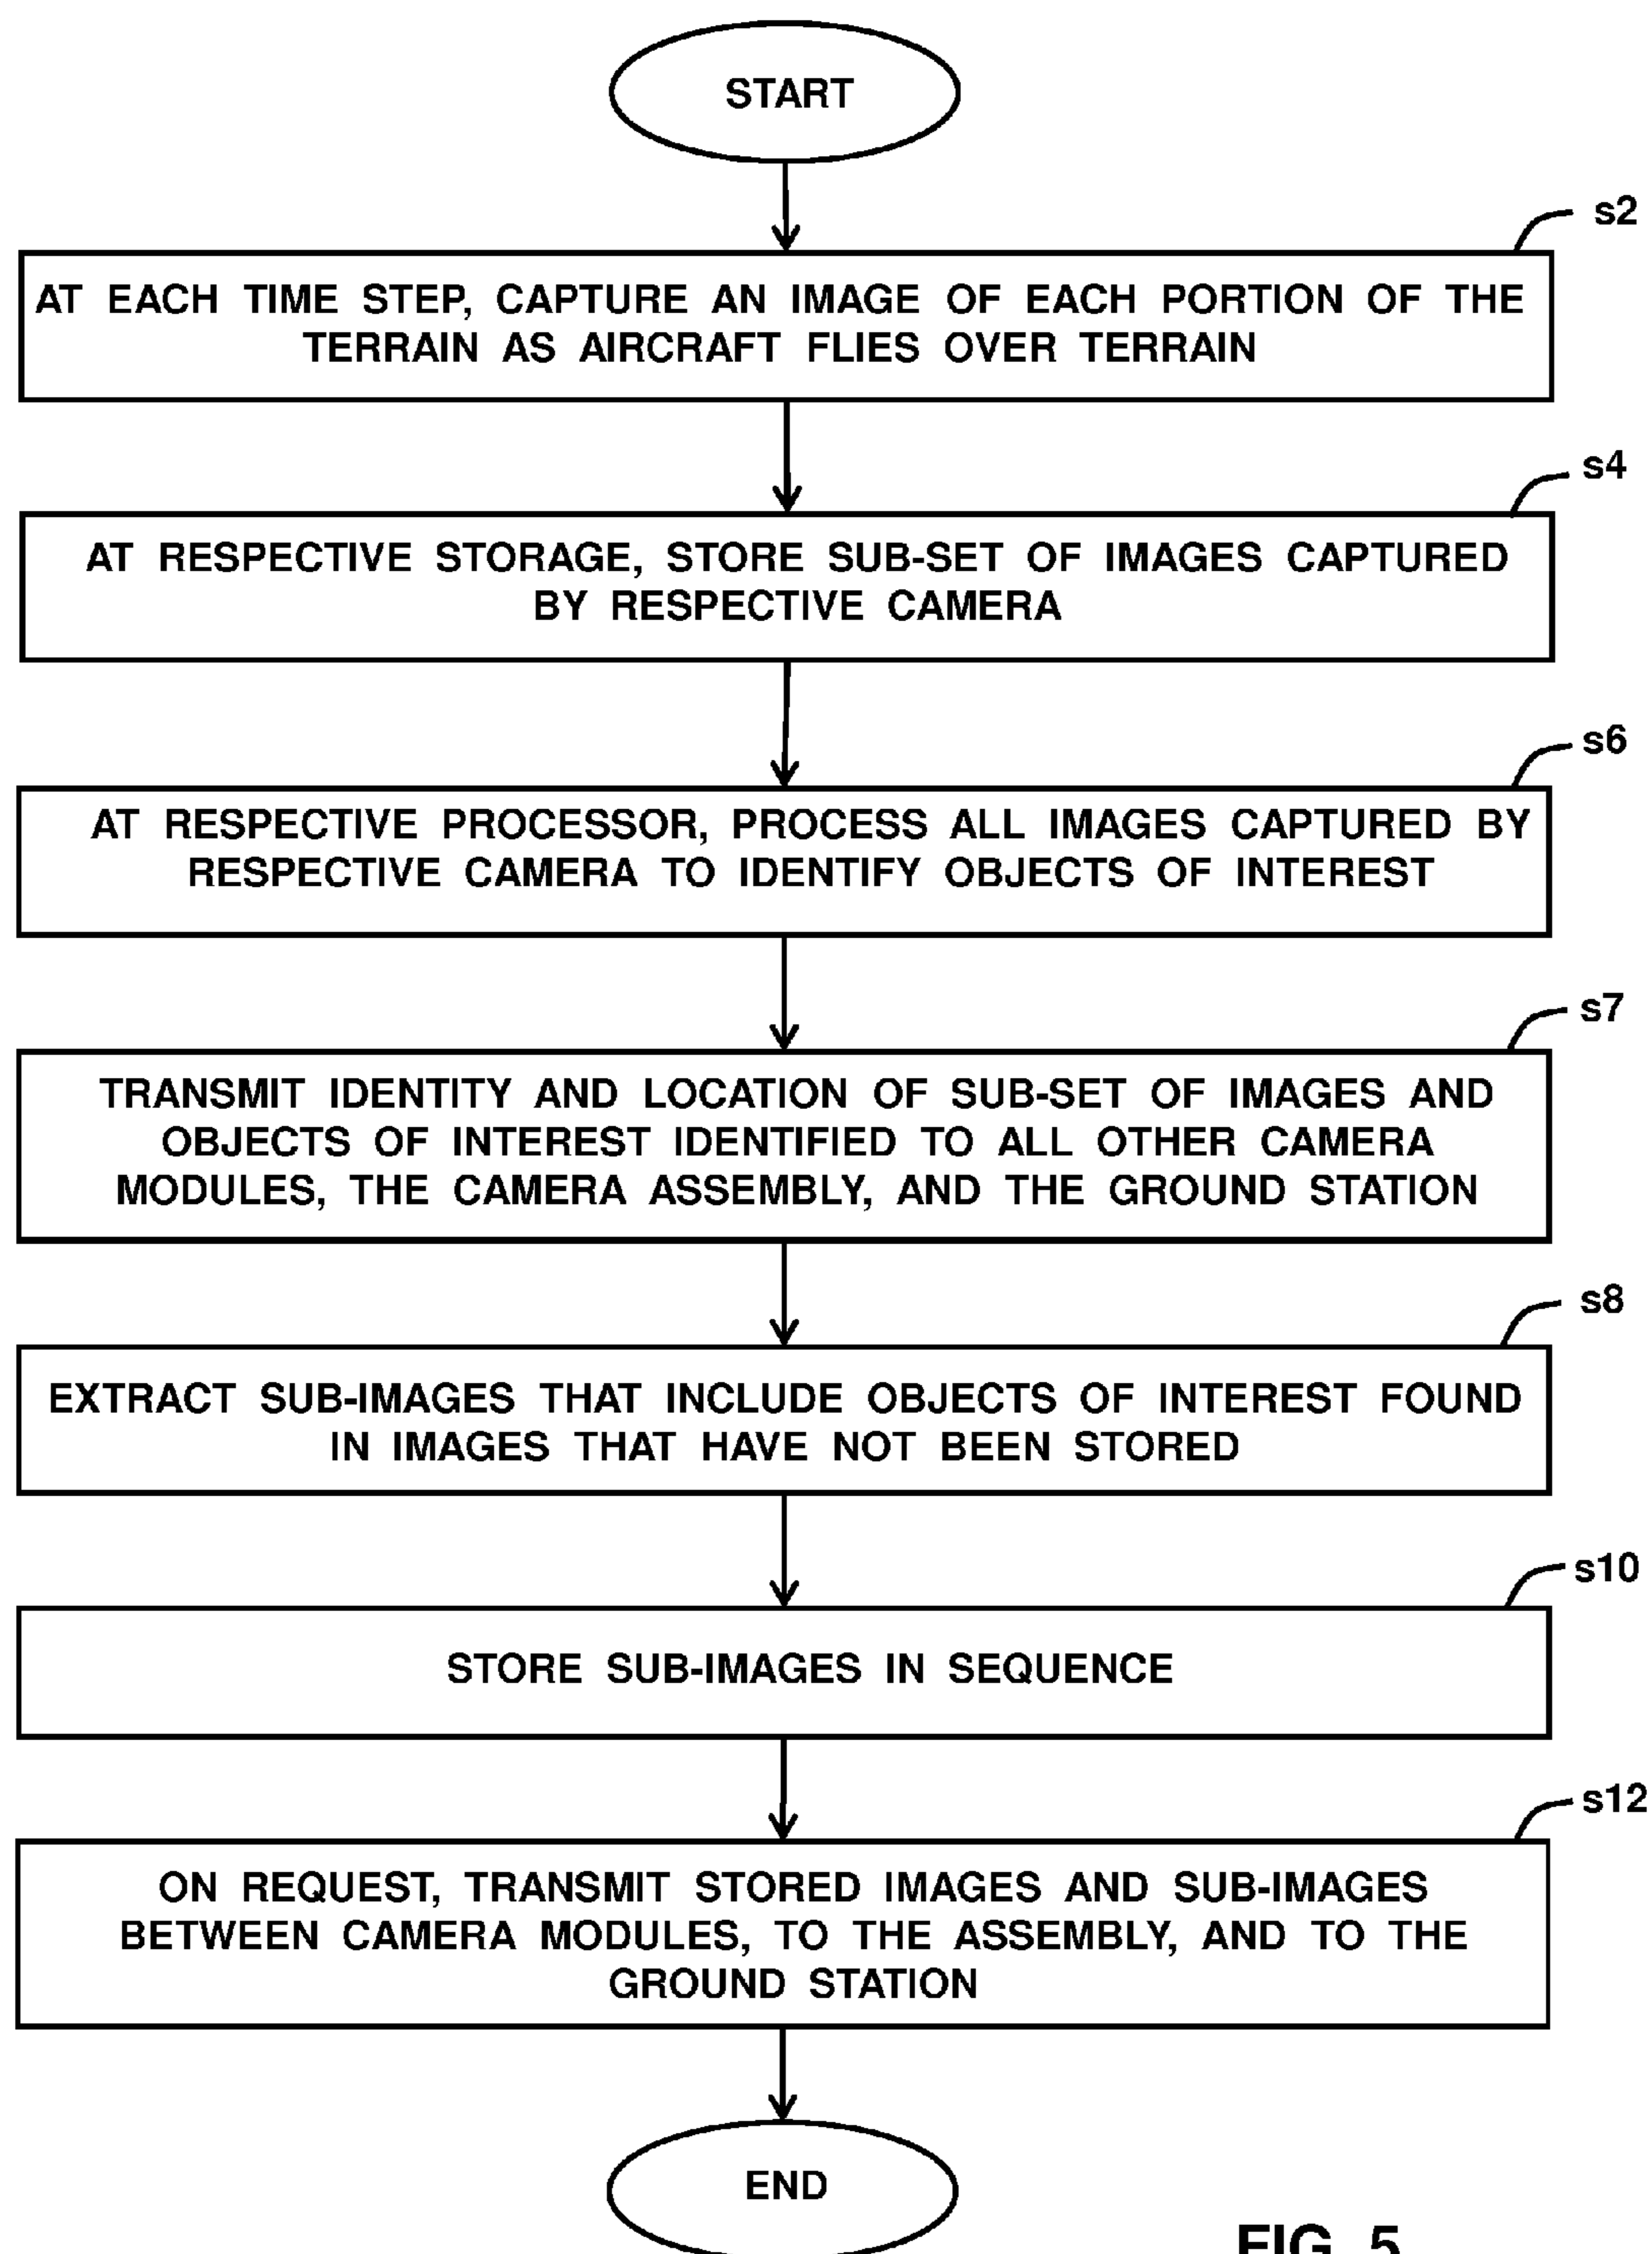 START
s2
AT EACH TIME STEP, CAPTURE AN IMAGE OF EACH PORTION OF THE
TERRAIN AS AIRCRAFT FLIES OVER TERRAIN
s4
AT RESPECTIVE STORAGE, STORE SUB-SET OF IMAGES CAPTURED
BY RESPECTIVE CAMERA
s6
AT RESPECTIVE PROCESSOR, PROCESS ALL IMAGES CAPTURED BY
RESPECTIVE CAMERA TO IDENTIFY OBJECTS OF INTEREST
s7
TRANSMIT IDENTITY AND LOCATION OF SUB-SET OF IMAGES AND
OBJECTS OF INTEREST IDENTIFIED TO ALL OTHER CAMERA
MODULES, THE CAMERA ASSEMBLY, AND THE GROUND STATION
s8
EXTRACT SUB-IMAGES THAT INCLUDE OBJECTS OF INTEREST FOUND
IN IMAGES THAT HAVE NOT BEEN STORED
s10
STORE SUB-IMAGES IN SEQUENCE
s12
ON REQUEST, TRANSMIT STORED IMAGES AND SUB-IMAGES
BETWEEN CAMERA MODULES, TO THE ASSEMBLY, AND TO THE
GROUND STATION
END
FIG. 5